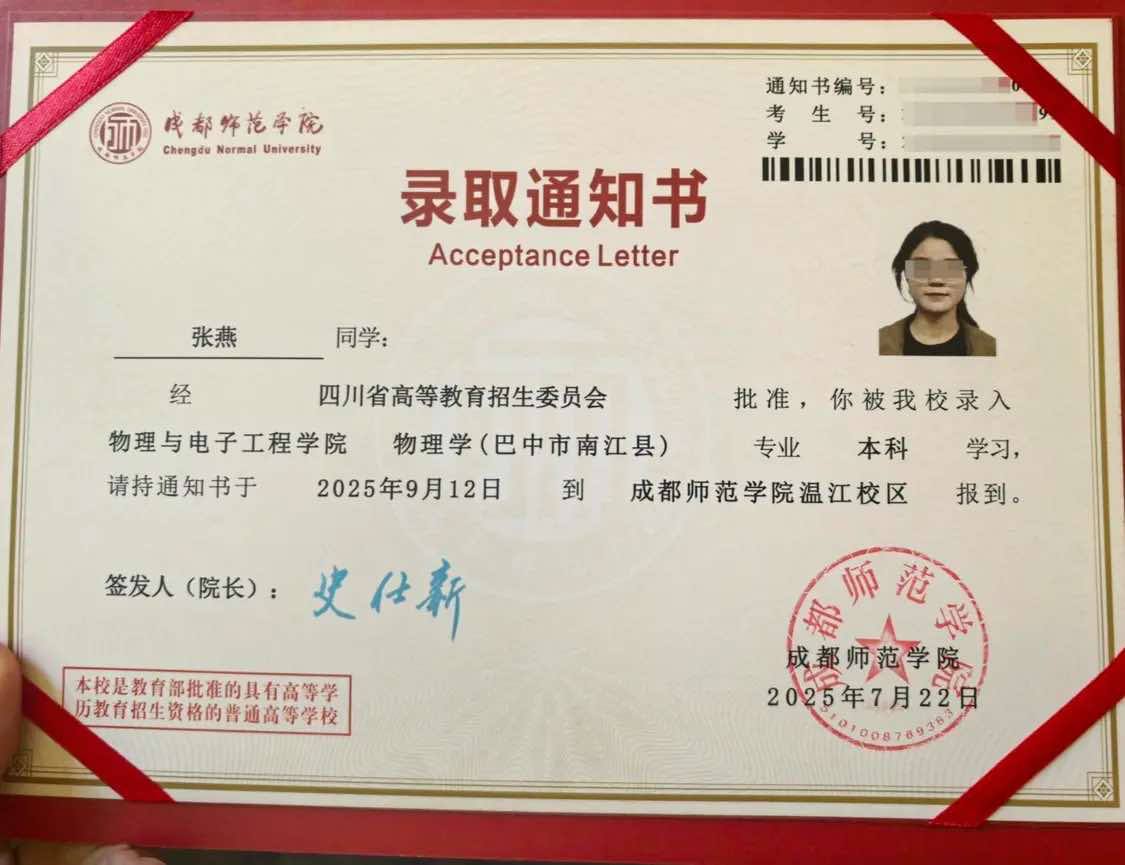 成都师范学院
Chengdu Normal University
通知书编号：
考生号：
学号：
录取通知书
Acceptance Letter
张燕 同学：
经 四川省高等教育招生委员会 批准，你被我校录入
物理与电子工程学院 物理学(巴中市南江县) 专业 本科 学习，
请持通知书于 2025年9月12日 到 成都师范学院温江校区 报到。
签发人（院长）： 史仕新
本校是教育部批准的具有高等学
历教育招生资格的普通高等学校
成都师范学院
成都师范学院
2025年7月22日
5101008769383